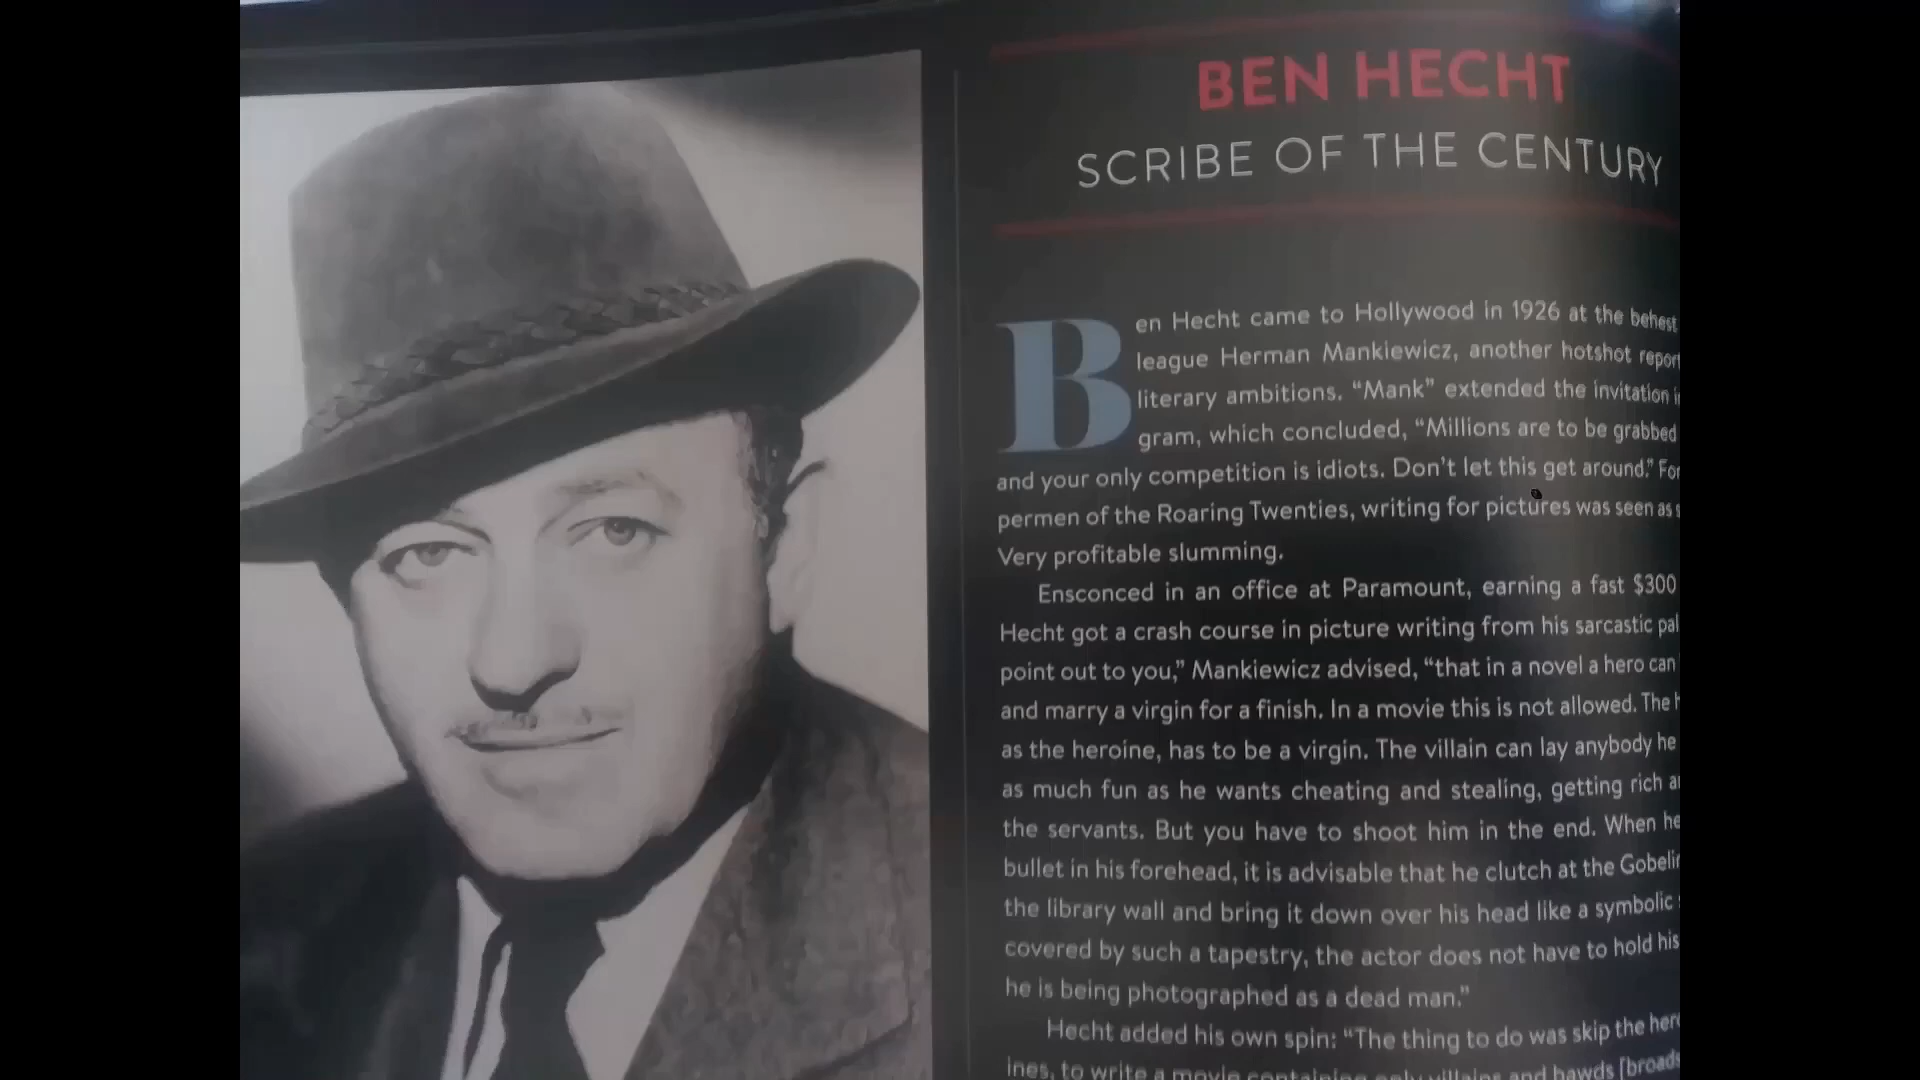 BEN HECHT
SCRIBE OF THE CENTURY
Ben Hecht came to Hollywood in 1926 at the behest
league Herman Mankiewicz, another hotshot
literary ambitions. “Mank” extended the invitation
gram, which concluded, “Millions are to be grabbed
and your only competition is idiots. Don’t let this get around.” For
permen of the Roaring Twenties, writing for pictures was seen as
Very profitable slumming.
Ensconced in an office at Paramount, earning a fast $300
Hecht got a crash course in picture writing from his sarcastic
point out to you,” Mankiewicz advised, “that in a novel a hero can
and marry a virgin for a finish. In a movie this is not allowed. The
as the heroine, has to be a virgin. The villain can lay anybody he
as much fun as he wants cheating and stealing, getting rich
the servants. But you have to shoot him in the end. When he
bullet in his forehead, it is advisable that he clutch at the
the library wall and bring it down over his head like a symbolic
covered by such a tapestry, the actor does not have to hold his
he is being photographed as a dead man.”
Hecht added his own spin: “The thing to do was skip the
ines, to write a movie containing only villains and bawds